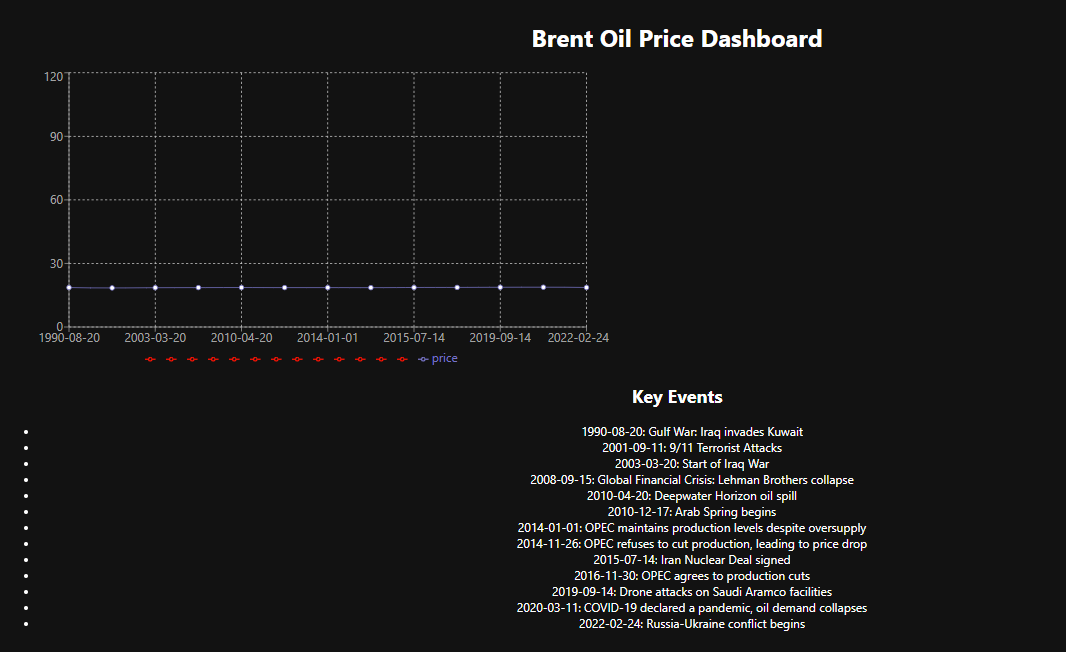 Brent Oil Price Dashboard
120
90
60
30
0
1990-08-20 2003-03-20 2010-04-20 2014-01-01 2015-07-14 2019-09-14 2022-02-24
price
Key Events
1990-08-20: Gulf War: Iraq invades Kuwait
2001-09-11: 9/11 Terrorist Attacks
2003-03-20: Start of Iraq War
2008-09-15: Global Financial Crisis: Lehman Brothers collapse
2010-04-20: Deepwater Horizon oil spill
2010-12-17: Arab Spring begins
2014-01-01: OPEC maintains production levels despite oversupply
2014-11-26: OPEC refuses to cut production, leading to price drop
2015-07-14: Iran Nuclear Deal signed
2016-11-30: OPEC agrees to production cuts
2019-09-14: Drone attacks on Saudi Aramco facilities
2020-03-11: COVID-19 declared a pandemic, oil demand collapses
2022-02-24: Russia-Ukraine conflict begins